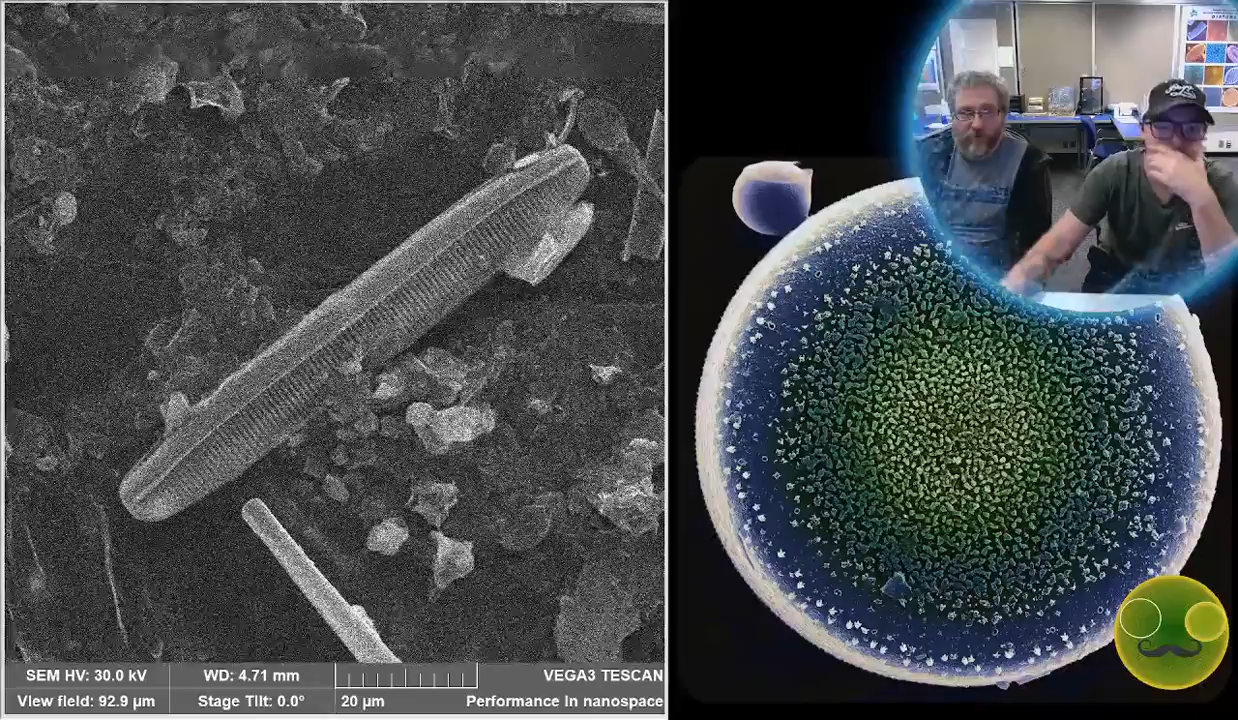 SEM HV: 30.0 kV WD: 4.71 mm VEGA3 TESCAN
View field: 92.9 µm Stage Tilt: 0.0° 20 µm Performance in nanospace